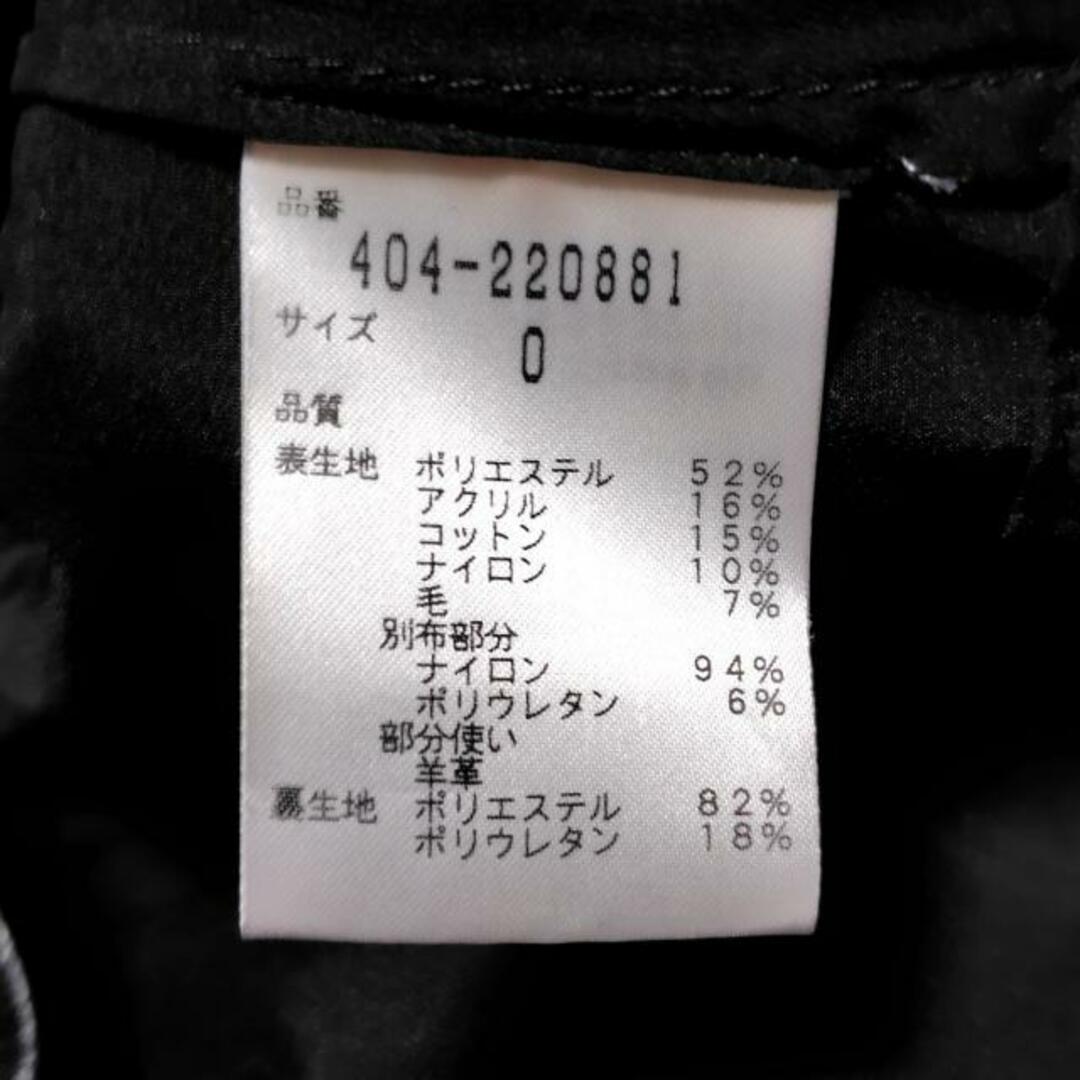 品番
404-220881
サイズ
0
品質
表生地 ポリエステル 52%
アクリル 16%
コットン 15%
ナイロン 10%
毛 7%
別布部分
ナイロン 94%
ポリウレタン 6%
部分使い
羊革
裏生地 ポリエステル 82%
ポリウレタン 18%